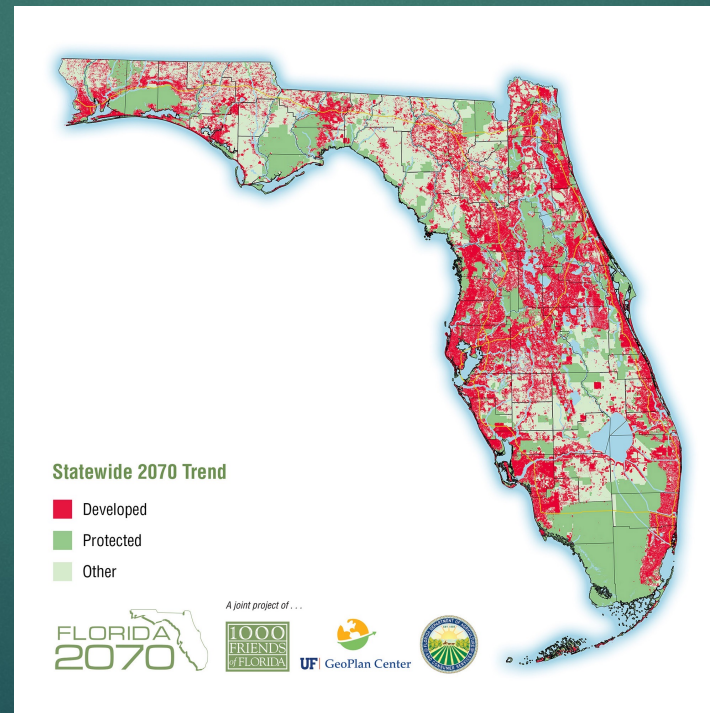 Statewide 2070 Trend
Developed
Protected
Other
FLORIDA
2070
A joint project of . . .
1000
FRIENDS
of FLORIDA
UF GeoPlan Center